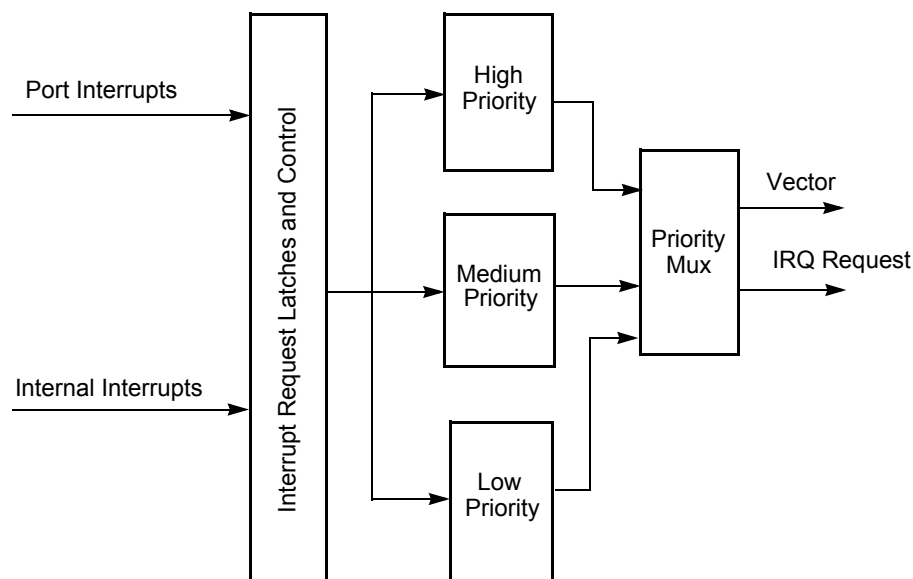 Port Interrupts
Internal Interrupts
Interrupt Request Latches and Control
High
Priority
Medium
Priority
Low
Priority
Priority
Mux
Vector
IRQ Request